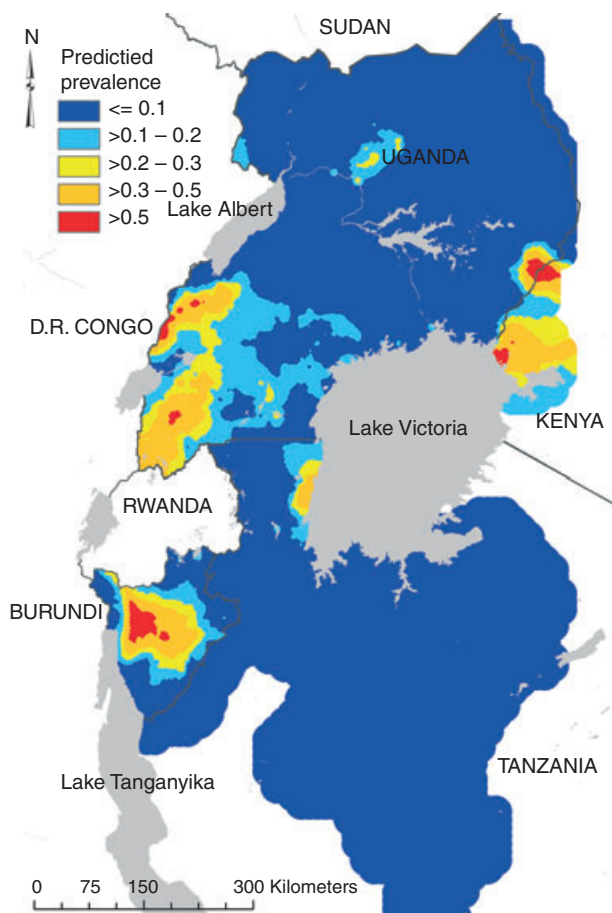 SUDAN
N
Predictied
prevalence
<= 0.1
>0.1 – 0.2
>0.2 – 0.3
>0.3 – 0.5
>0.5
UGANDA
Lake Albert
D.R. CONGO
KENYA
Lake Victoria
RWANDA
BURUNDI
TANZANIA
Lake Tanganyika
0 75 150 300 Kilometers